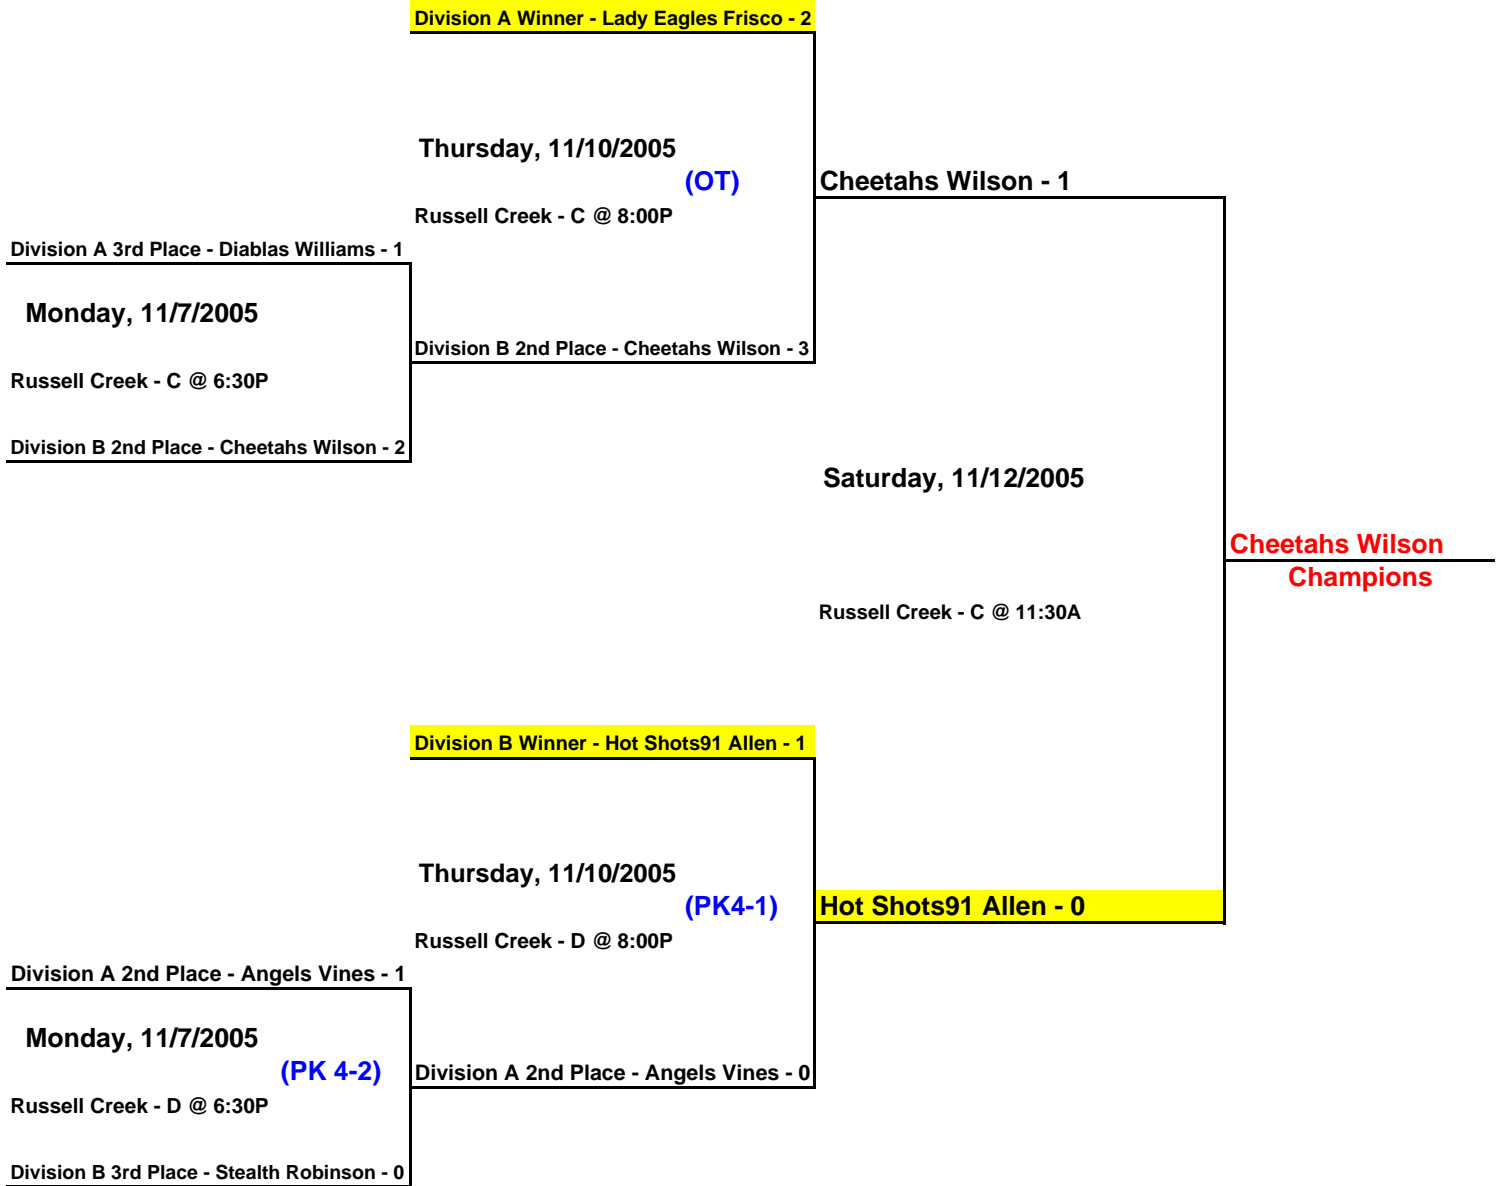 Division A Winner - Lady Eagles Frisco - 2
Thursday, 11/10/2005
(OT)
Cheetahs Wilson - 1
Russell Creek - C @ 8:00P
Division A 3rd Place - Diablas Williams - 1
Monday, 11/7/2005
Division B 2nd Place - Cheetahs Wilson - 3
Russell Creek - C @ 6:30P
Division B 2nd Place - Cheetahs Wilson - 2
Saturday, 11/12/2005
Cheetahs Wilson
Champions
Russell Creek - C @ 11:30A
Division B Winner - Hot Shots91 Allen - 1
Thursday, 11/10/2005
(PK4-1)
Hot Shots91 Allen - 0
Russell Creek - D @ 8:00P
Division A 2nd Place - Angels Vines - 1
Monday, 11/7/2005
(PK 4-2)
Division A 2nd Place - Angels Vines - 0
Russell Creek - D @ 6:30P
Division B 3rd Place - Stealth Robinson - 0